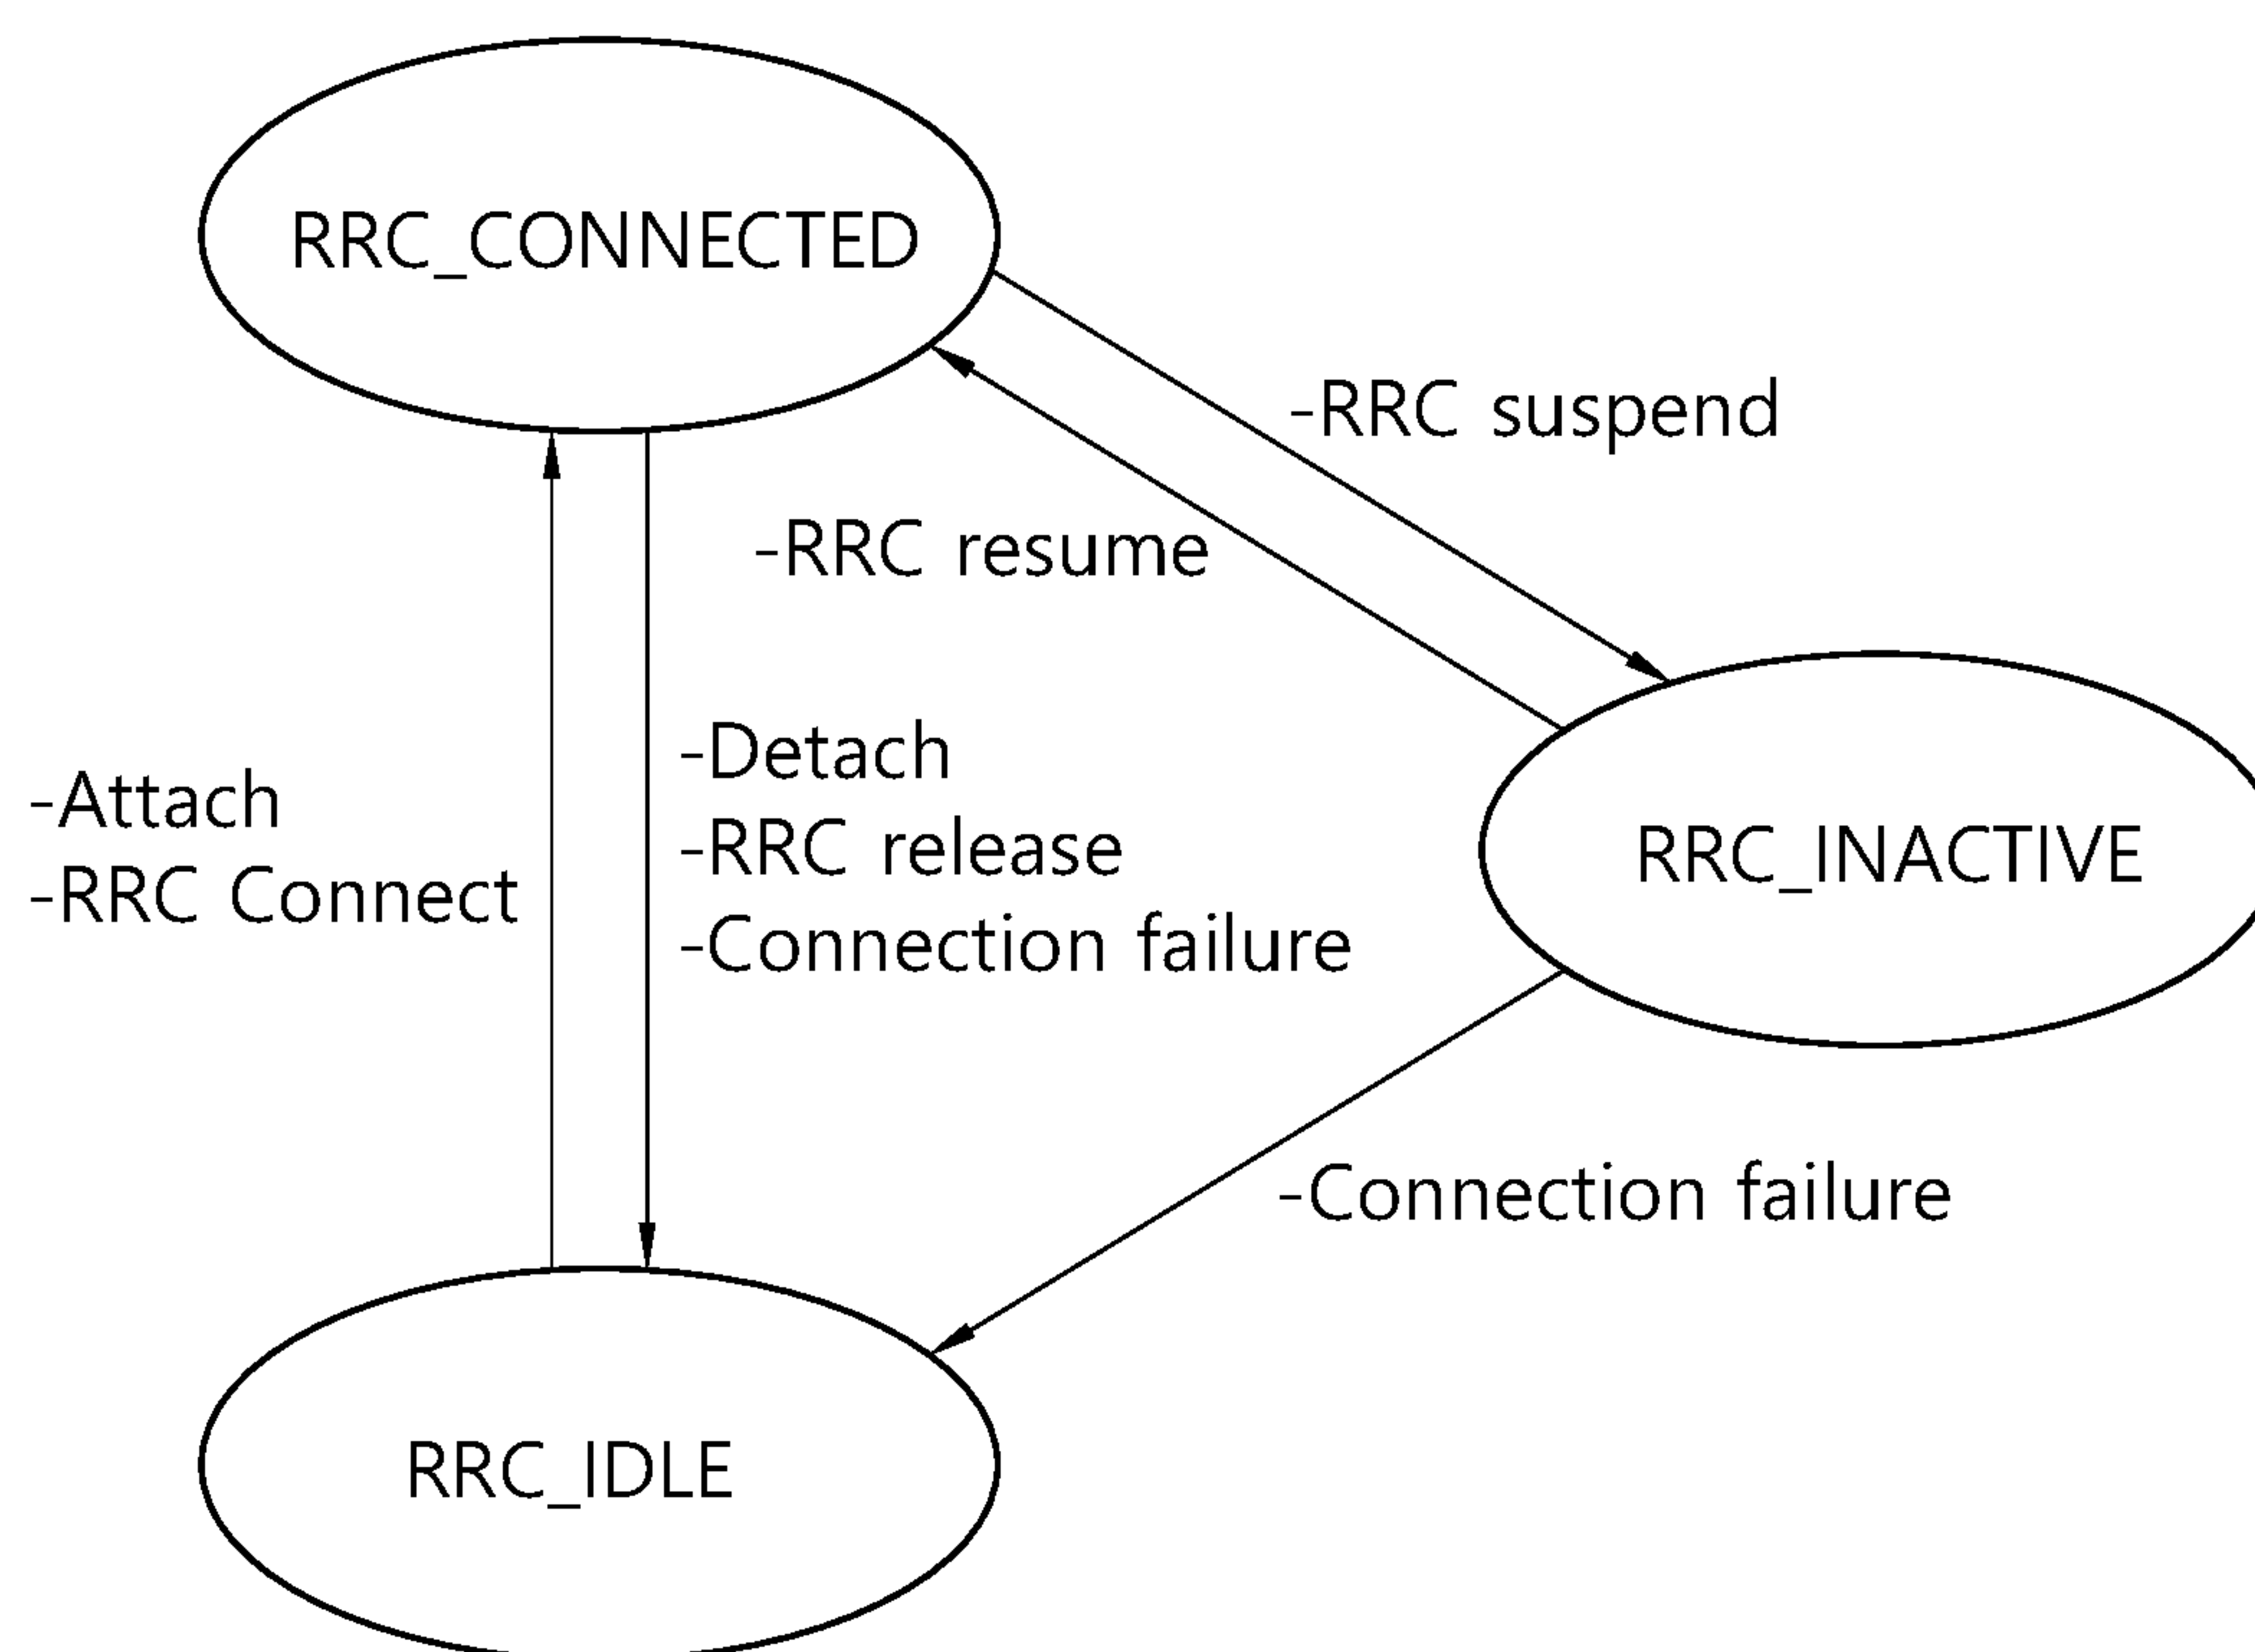 RRC_CONNECTED
-RRC suspend
-RRC resume
-Detach
-RRC release
-Connection failure
-Attach
-RRC Connect
RRC_INACTIVE
-Connection failure
RRC_IDLE